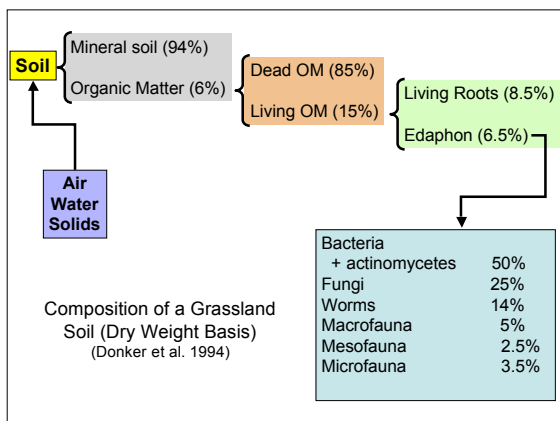 Soil
Mineral soil (94%)
Organic Matter (6%)
Dead OM (85%)
Living OM (15%)
Living Roots (8.5%)
Edaphon (6.5%)
Air
Water
Solids
Bacteria
+ actinomycetes 50%
Fungi 25%
Worms 14%
Macrofauna 5%
Mesofauna 2.5%
Microfauna 3.5%
Composition of a Grassland
Soil (Dry Weight Basis)
(Donker et al. 1994)